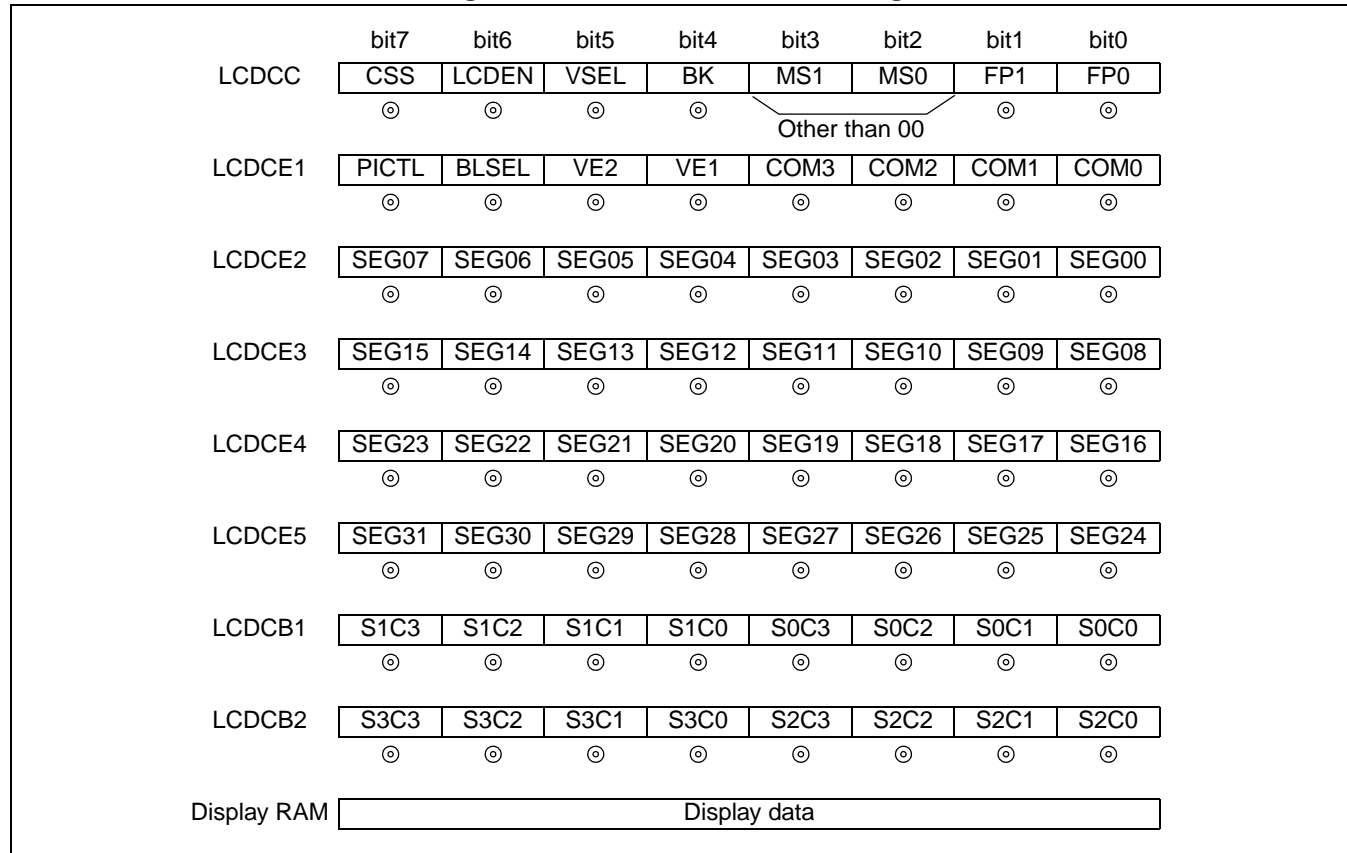 bit7 bit6 bit5 bit4 bit3 bit2 bit1 bit0
LCDCC CSS LCDEN VSEL BK MS1 MS0 FP1 FP0
◎ ◎ ◎ ◎ Other than 00 ◎ ◎
LCDCE1 PICTL BLSEL VE2 VE1 COM3 COM2 COM1 COM0
◎ ◎ ◎ ◎ ◎ ◎ ◎ ◎
LCDCE2 SEG07 SEG06 SEG05 SEG04 SEG03 SEG02 SEG01 SEG00
◎ ◎ ◎ ◎ ◎ ◎ ◎ ◎
LCDCE3 SEG15 SEG14 SEG13 SEG12 SEG11 SEG10 SEG09 SEG08
◎ ◎ ◎ ◎ ◎ ◎ ◎ ◎
LCDCE4 SEG23 SEG22 SEG21 SEG20 SEG19 SEG18 SEG17 SEG16
◎ ◎ ◎ ◎ ◎ ◎ ◎ ◎
LCDCE5 SEG31 SEG30 SEG29 SEG28 SEG27 SEG26 SEG25 SEG24
◎ ◎ ◎ ◎ ◎ ◎ ◎ ◎
LCDCB1 S1C3 S1C2 S1C1 S1C0 S0C3 S0C2 S0C1 S0C0
◎ ◎ ◎ ◎ ◎ ◎ ◎ ◎
LCDCB2 S3C3 S3C2 S3C1 S3C0 S2C3 S2C2 S2C1 S2C0
◎ ◎ ◎ ◎ ◎ ◎ ◎ ◎
Display RAM Display data